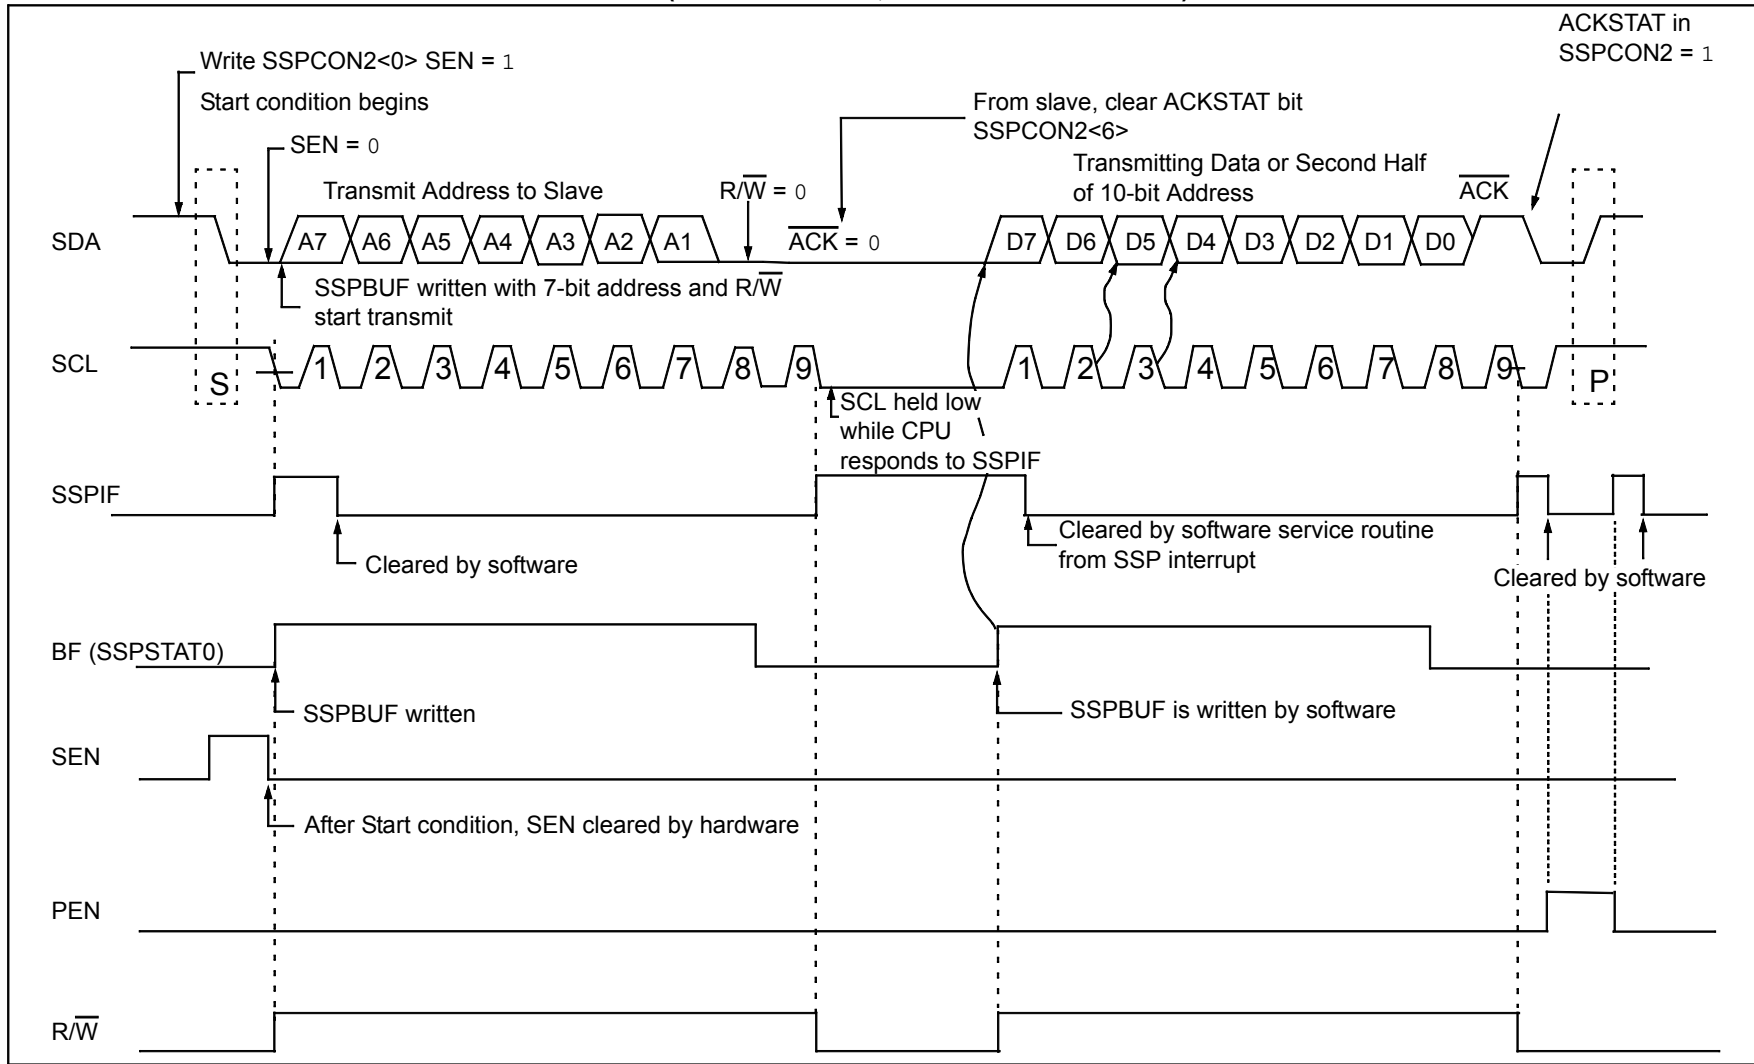 ACKSTAT in
SSPCON2 = 1
Write SSPCON2<0> SEN = 1
Start condition begins
From slave, clear ACKSTAT bit
SSPCON2<6>
SEN = 0
Transmit Address to Slave
R/W̅ = 0
Transmitting Data or Second Half
of 10-bit Address
A̅C̅K̅
SDA
A7 A6 A5 A4 A3 A2 A1
A̅C̅K̅ = 0
D7 D6 D5 D4 D3 D2 D1 D0
SSPBUF written with 7-bit address and R/W̅
start transmit
SCL
S
1 2 3 4 5 6 7 8 9
1 2 3 4 5 6 7 8 9
P
SCL held low
while CPU
responds to SSPIF
SSPIF
Cleared by software
Cleared by software service routine
from SSP interrupt
Cleared by software
BF (SSPSTAT0)
SSPBUF written
SSPBUF is written by software
SEN
After Start condition, SEN cleared by hardware
PEN
R/W̅